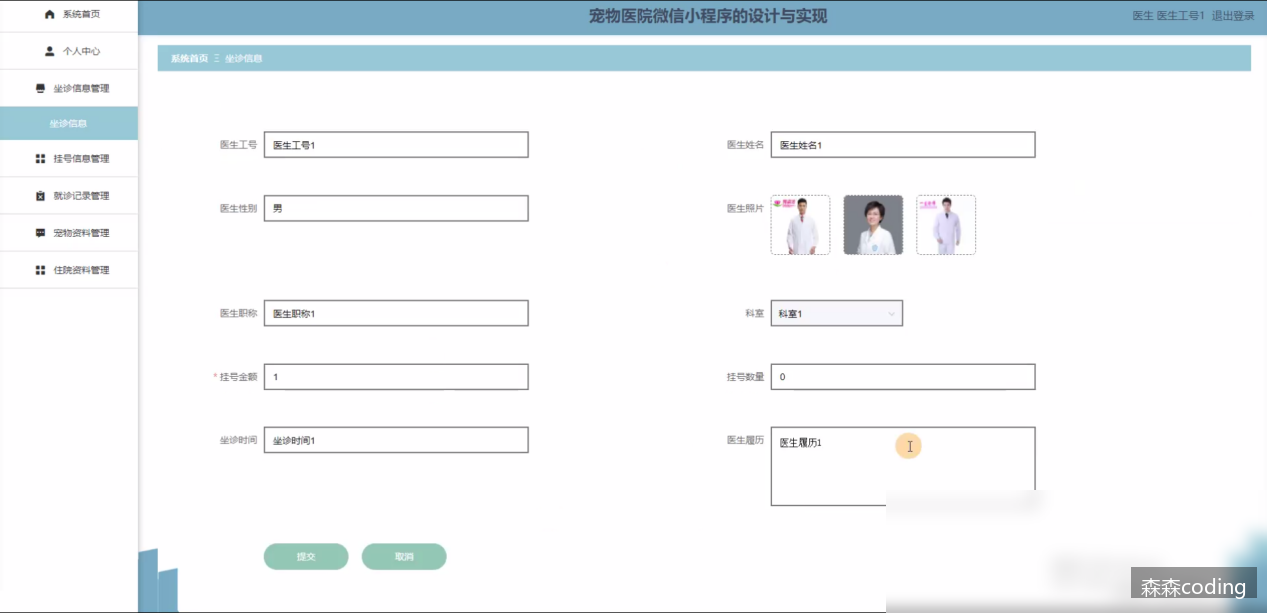 系统首页
宠物医院微信小程序的设计与实现
医生 医生工号1 退出登录
个人中心
系统首页 Ξ 坐诊信息
坐诊信息管理
坐诊信息
挂号信息管理
就诊记录管理
宠物资料管理
住院资料管理
医生工号 医生工号1
医生姓名 医生姓名1
医生性别 男
医生照片
医生职称 医生职称1
科室 科室1
* 挂号金额 1
挂号数量 0
坐诊时间 坐诊时间1
医生履历 医生履历1
提交 取消
森森coding